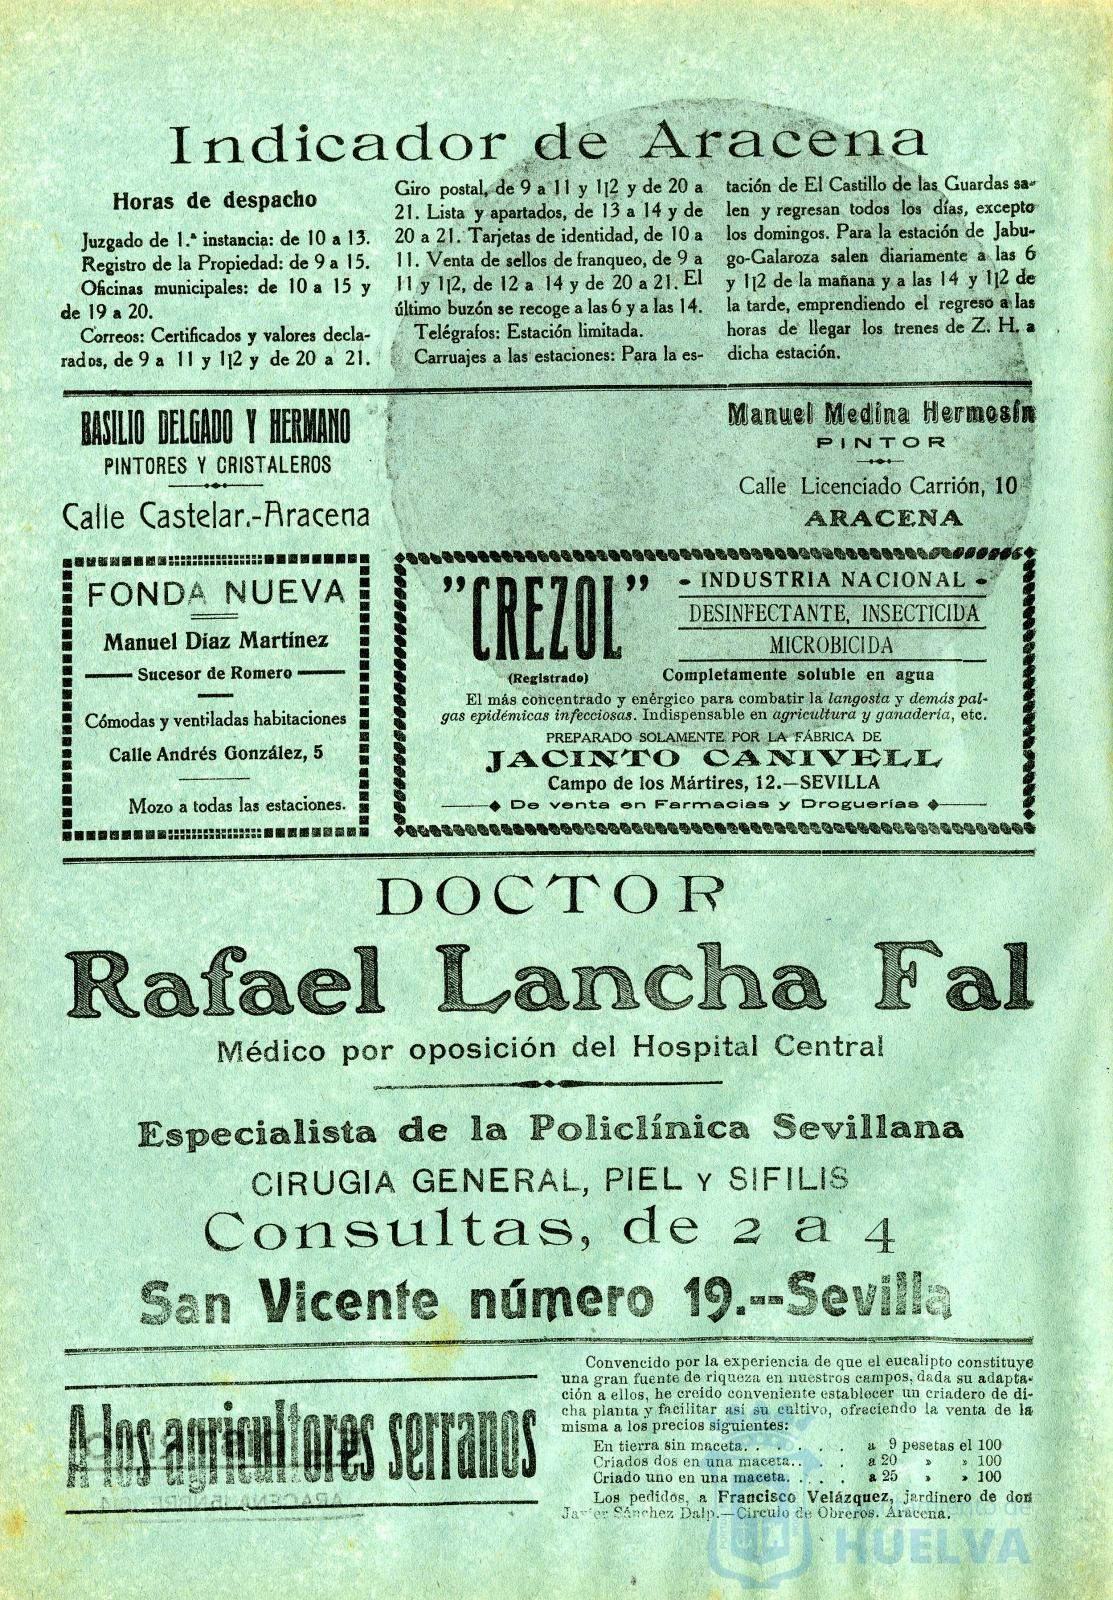 Indicador de Aracena
Horas de despacho
Juzgado de 1.ª instancia: de 10 a 13.
Registro de la Propiedad: de 9 a 15.
Oficinas municipales: de 10 a 15 y
de 19 a 20.
Correos: Certificados y valores decla-
rados, de 9 a 11 y 1|2 y de 20 a 21.
Giro postal, de 9 a 11 y 1|2 y de 20 a
21. Lista y apartados, de 13 a 14 y de
20 a 21. Tarjetas de identidad, de 10 a
11. Venta de sellos de franqueo, de 9 a
11 y 1|2, de 12 a 14 y de 20 a 21. El
último buzón se recoge a las 6 y a las 14.
Telégrafos: Estación limitada.
Carruajes a las estaciones: Para la es-
tación de El Castillo de las Guardas sa-
len y regresan todos los días, excepto
los domingos. Para la estación de Jabu-
go-Galaroza salen diariamente a las 6
y 1|2 de la mañana y a las 14 y 1|2 de
la tarde, emprendiendo el regreso a las
horas de llegar los trenes de Z. H. a
dicha estación.
BASILIO DELGADO Y HERMANO
PINTORES Y CRISTALEROS
Calle Castelar.-Aracena
Manuel Medina Hermosín
PINTOR
Calle Licenciado Carrión, 10
ARACENA
FONDA NUEVA
Manuel Díaz Martínez
Sucesor de Romero
Cómodas y ventiladas habitaciones
Calle Andrés González, 5
Mozo a todas las estaciones.
"CREZOL"
(Registrado)
- INDUSTRIA NACIONAL -
DESINFECTANTE, INSECTICIDA
MICROBICIDA
Completamente soluble en agua
El más concentrado y enérgico para combatir la langosta y demás pal-
gas epidémicas infecciosas. Indispensable en agricultura y ganadería, etc.
PREPARADO SOLAMENTE POR LA FÁBRICA DE
JACINTO CANIVELL
Campo de los Mártires, 12.—SEVILLA
De venta en Farmacias y Droguerías
DOCTOR
Rafael Lancha Fal
Médico por oposición del Hospital Central
Especialista de la Policlínica Sevillana
CIRUGIA GENERAL, PIEL Y SIFILIS
Consultas, de 2 a 4
San Vicente número 19.--Sevilla
A los agricultores serranos
Convencido por la experiencia de que el eucalipto constituye
una gran fuente de riqueza en nuestros campos, dada su adapta-
ción a ellos, he creido conveniente establecer un criadero de di-
cha planta y facilitar así su cultivo, ofreciendo la venta de la
misma a los precios siguientes:
En tierra sin maceta. . . . . . a 9 pesetas el 100
Criados dos en una maceta. . . . . a 20 » » 100
Criado uno en una maceta. . . . . a 25 » » 100
Los pedidos, a Francisco Velázquez, jardinero de don
Javier Sánchez Dalp.—Circulo de Obreros. Aracena.
HUELVA